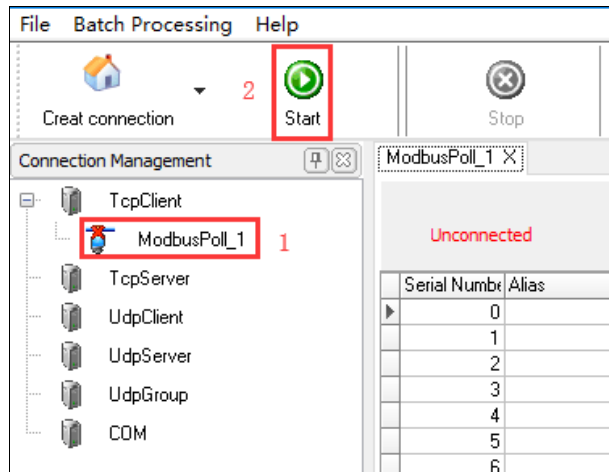 File Batch Processing Help
2
Creat connection Start Stop
Connection Management ModbusPoll_1 X
TcpClient
ModbusPoll_1 1
Unconnected
TcpServer
Serial Numbe Alias
UdpClient
0
1
UdpServer
2
3
UdpGroup
4
COM
5
6